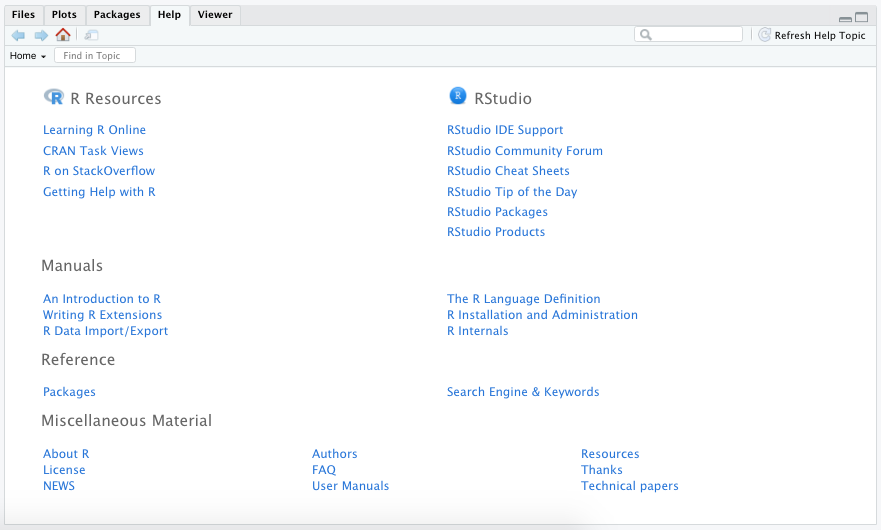 Files Plots Packages Help Viewer
Refresh Help Topic
Home Find in Topic
R R Resources
R RStudio
Learning R Online
RStudio IDE Support
CRAN Task Views
RStudio Community Forum
R on StackOverflow
RStudio Cheat Sheets
Getting Help with R
RStudio Tip of the Day
RStudio Packages
RStudio Products
Manuals
An Introduction to R
The R Language Definition
Writing R Extensions
R Installation and Administration
R Data Import/Export
R Internals
Reference
Packages
Search Engine & Keywords
Miscellaneous Material
About R
Authors
Resources
License
FAQ
Thanks
NEWS
User Manuals
Technical papers